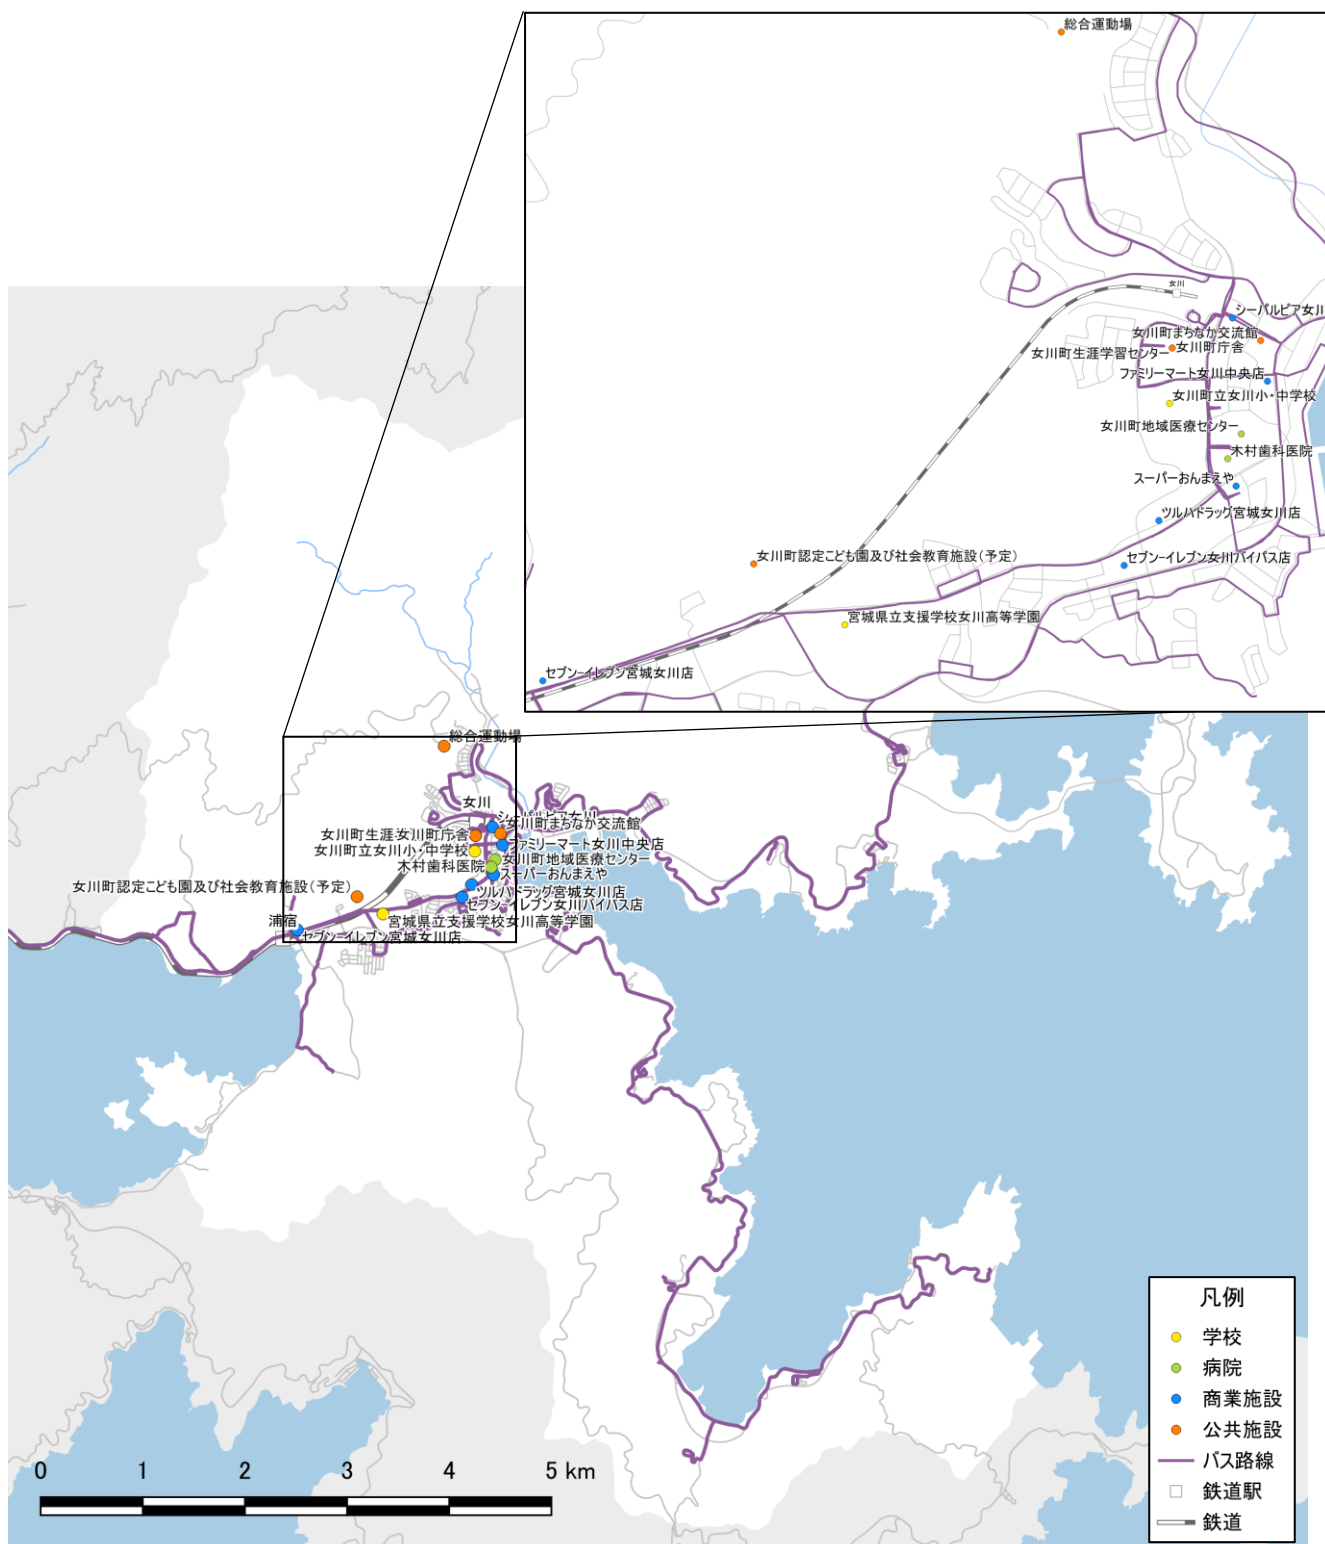 総合運動場
女川
シーパルピア女川
女川町まちなか交流館
女川町生涯学習センター
女川町庁舎
ファミリーマート女川中央店
女川町立女川小・中学校
女川町地域医療センター
木村歯科医院
スーパーおんまえや
ツルハドラッグ宮城女川店
セブン-イレブン女川バイパス店
女川町認定こども園及び社会教育施設（予定）
宮城県立支援学校女川高等学園
セブン-イレブン宮城女川店
総合運動場
女川
シーパルピア女川
女川町まちなか交流館
女川町生涯
女川町庁舎
ファミリーマート女川中央店
女川町立女川小・中学校
女川町地域医療センター
木村歯科医院
スーパーおんまえや
ツルハドラッグ宮城女川店
セブン-イレブン女川バイパス店
女川町認定こども園及び社会教育施設（予定）
宮城県立支援学校女川高等学園
浦宿
セブン-イレブン宮城女川店
凡例
学校
病院
商業施設
公共施設
バス路線
鉄道駅
鉄道
0 1 2 3 4 5 km